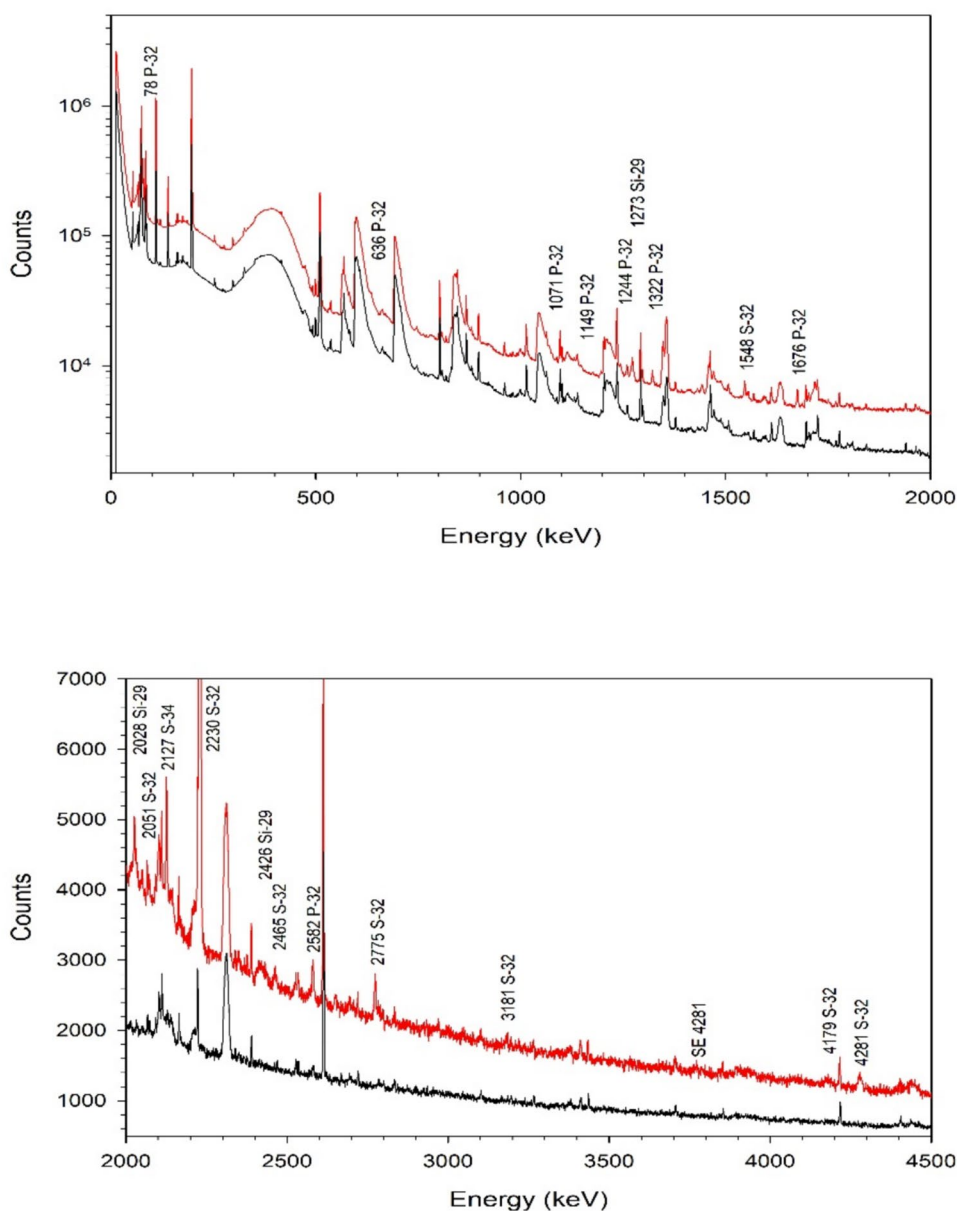 78 P-32
636 P-32
1071 P-32
1149 P-32
1244 P-32
1273 Si-29
1322 P-32
1548 S-32
1676 P-32
10⁶
10⁵
10⁴
Counts
0 500 1000 1500 2000
Energy (keV)
2028 Si-29
2051 S-32
2127 S-34
2230 S-32
2426 Si-29
2465 S-32
2582 P-32
2775 S-32
3181 S-32
SE 4281
4179 S-32
4281 S-32
7000
6000
5000
4000
3000
2000
1000
Counts
2000 2500 3000 3500 4000 4500
Energy (keV)